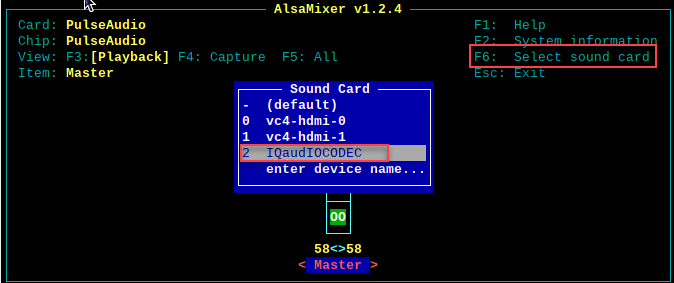 AlsaMixer v1.2.4
Card: PulseAudio
F1: Help
Chip: PulseAudio
F2: System information
View: F3:[Playback] F4: Capture F5: All
F6: Select sound card
Item: Master
Esc: Exit
Sound Card
- (default)
0 vc4-hdmi-0
1 vc4-hdmi-1
2 IQaudIOCODEC
enter device name...
OO
58<>58
< Master >